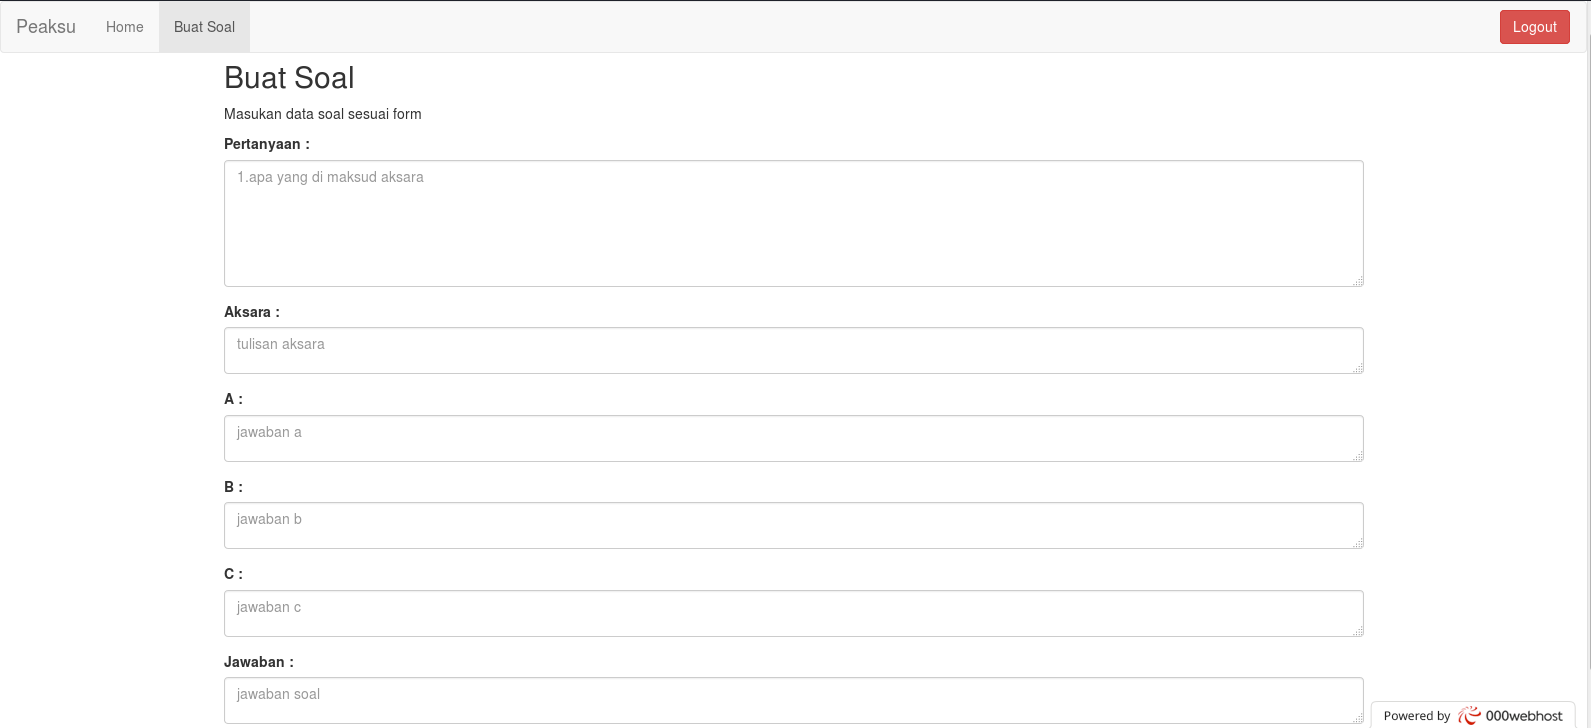 Peaksu Home Buat Soal Logout
Buat Soal
Masukan data soal sesuai form
Pertanyaan :
1.apa yang di maksud aksara
Aksara :
tulisan aksara
A :
jawaban a
B :
jawaban b
C :
jawaban c
Jawaban :
jawaban soal
Powered by 000webhost